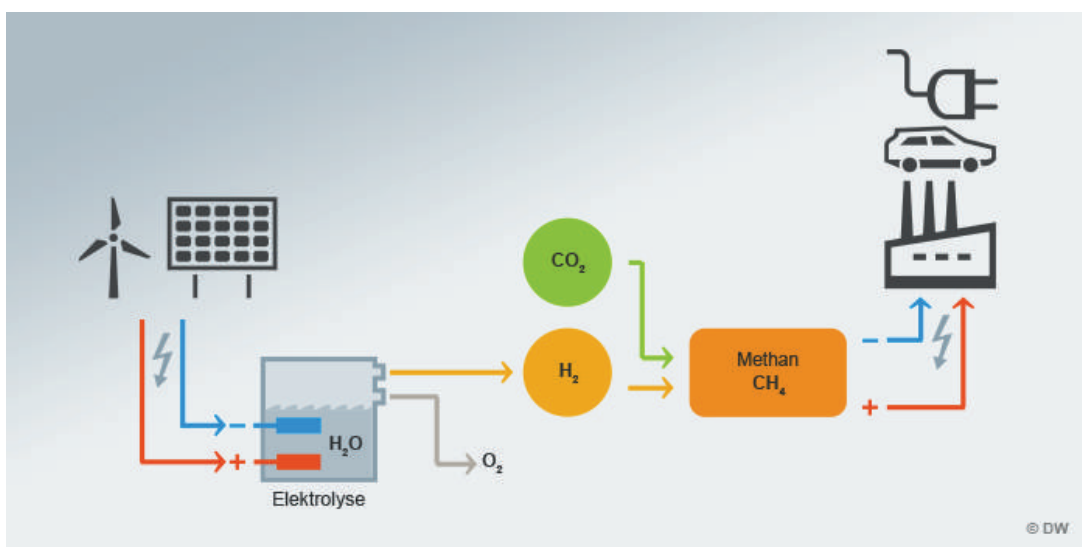 CO₂
H₂
Methan
CH₄
−
+
−
+
H₂O
O₂
Elektrolyse
© DW